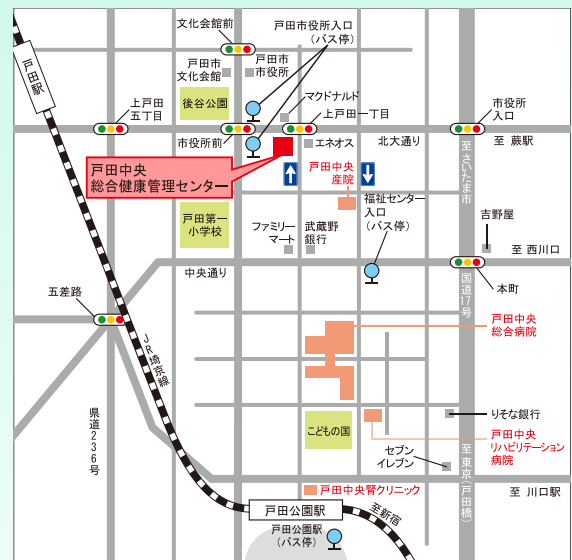 文化会館前
戸田市役所入口
(バス停)
戸田駅
戸田市
文化会館
戸田市
市役所
マクドナルド
上戸田
五丁目
後谷公園
上戸田一丁目
市役所
入口
市役所前
エネオス
北大通り
至 蕨駅
戸田中央
総合健康管理センター
戸田中央
産院
至さいたま市
福祉センター
入口
(バス停)
戸田第一
小学校
ファミリー
マート
武蔵野
銀行
吉野屋
至 西川口
中央通り
本町
五差路
国道17号
戸田中央
総合病院
JR埼京線
県道236号
こどもの国
りそな銀行
戸田中央
リハビリテーション
病院
セブン
イレブン
至 東京(戸田橋)
戸田中央腎クリニック
至 川口駅
戸田公園駅
至新宿
戸田公園駅
(バス停)